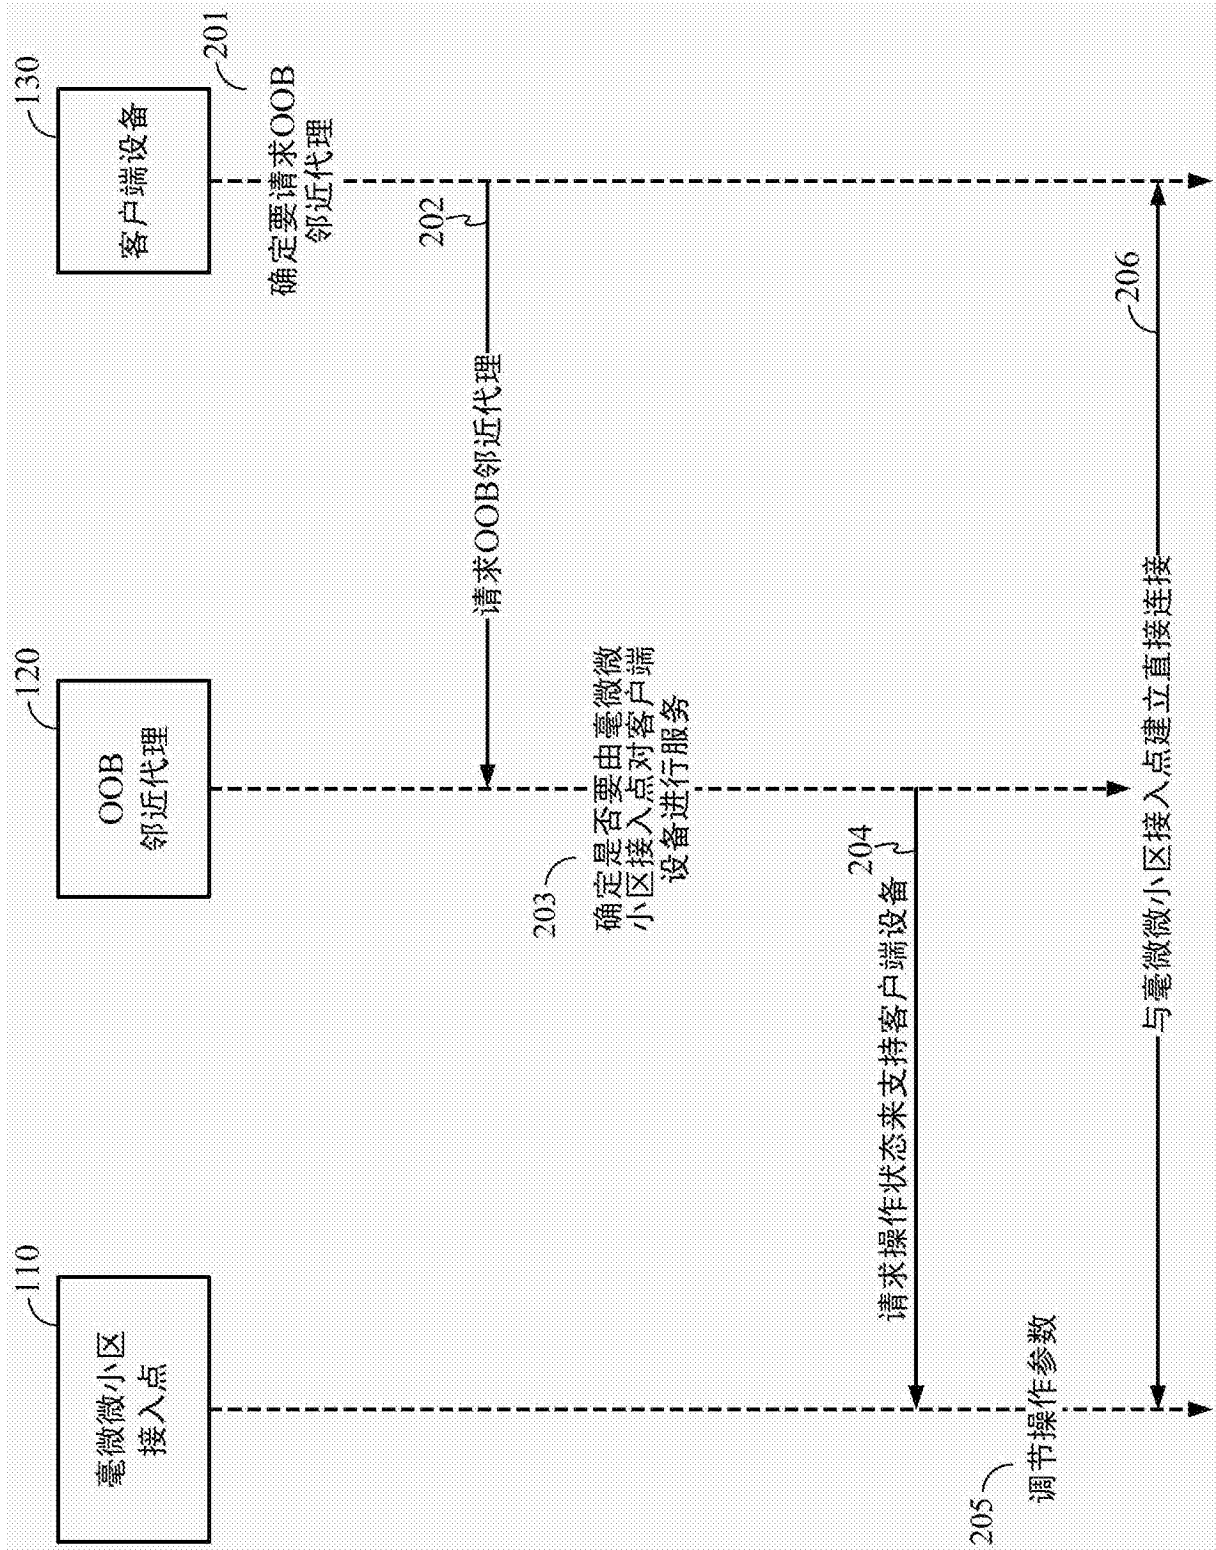 110
毫微微小区
接入点
120
OOB
邻近代理
130
客户端设备
201
确定要请求OOB
邻近代理
202
请求OOB邻近代理
203
确定是否要由毫微微
小区接入点对客户端
设备进行服务
204
请求操作状态来支持客户端设备
205
调节操作参数
206
与毫微微小区接入点建立直接连接